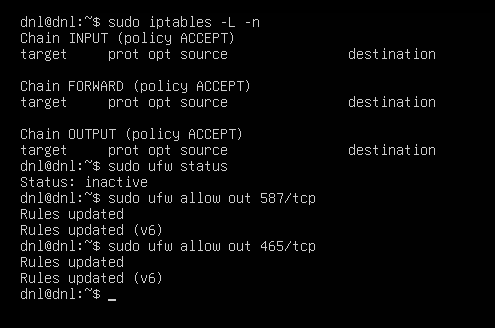 dnl@dnl:~$ sudo iptables -L -n
Chain INPUT (policy ACCEPT)
target     prot opt source               destination
Chain FORWARD (policy ACCEPT)
target     prot opt source               destination
Chain OUTPUT (policy ACCEPT)
target     prot opt source               destination
dnl@dnl:~$ sudo ufw status
Status: inactive
dnl@dnl:~$ sudo ufw allow out 587/tcp
Rules updated
Rules updated (v6)
dnl@dnl:~$ sudo ufw allow out 465/tcp
Rules updated
Rules updated (v6)
dnl@dnl:~$ _